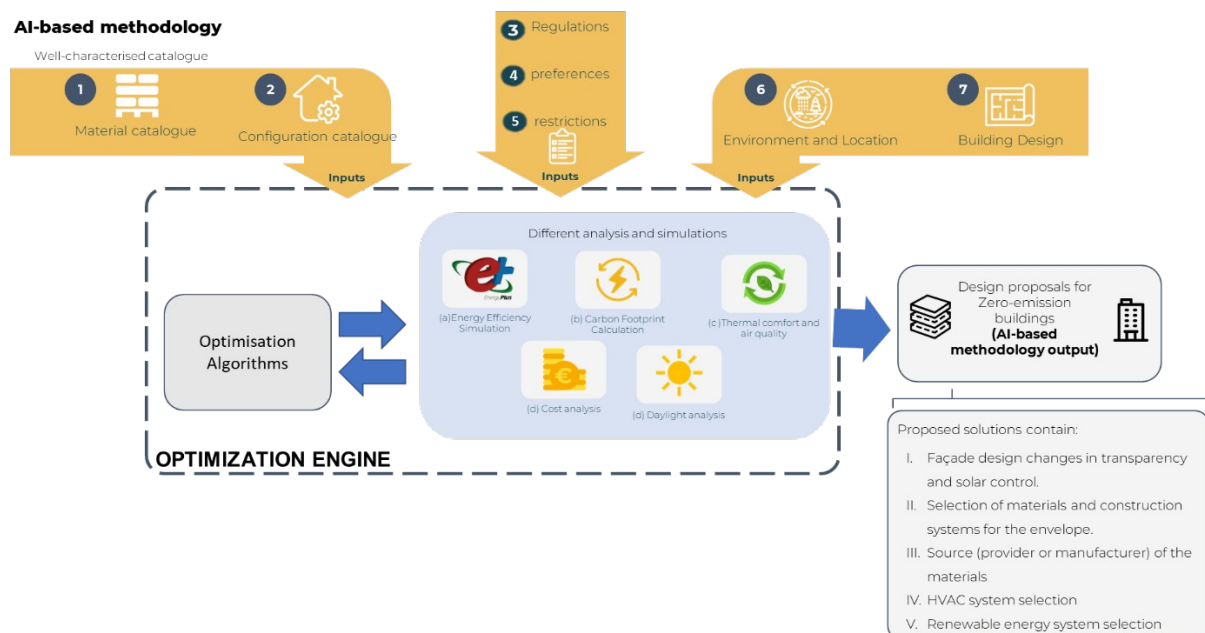 AI-based methodology
Well-characterised catalogue
1
Material catalogue
2
Configuration catalogue
Inputs
3 Regulations
4 preferences
5 restrictions
Inputs
6
Environment and Location
7
Building Design
Inputs
Different analysis and simulations
et
EnergyPlus
(a)Energy Efficiency
Simulation
(b) Carbon Footprint
Calculation
(c)Thermal comfort and
air quality
(d) Cost analysis
(d) Daylight analysis
Optimisation
Algorithms
OPTIMIZATION ENGINE
Design proposals for
Zero-emission
buildings
(AI-based
methodology output)
Proposed solutions contain:
I. Façade design changes in transparency
and solar control.
II. Selection of materials and construction
systems for the envelope.
III. Source (provider or manufacturer) of the
materials
IV. HVAC system selection
V. Renewable energy system selection